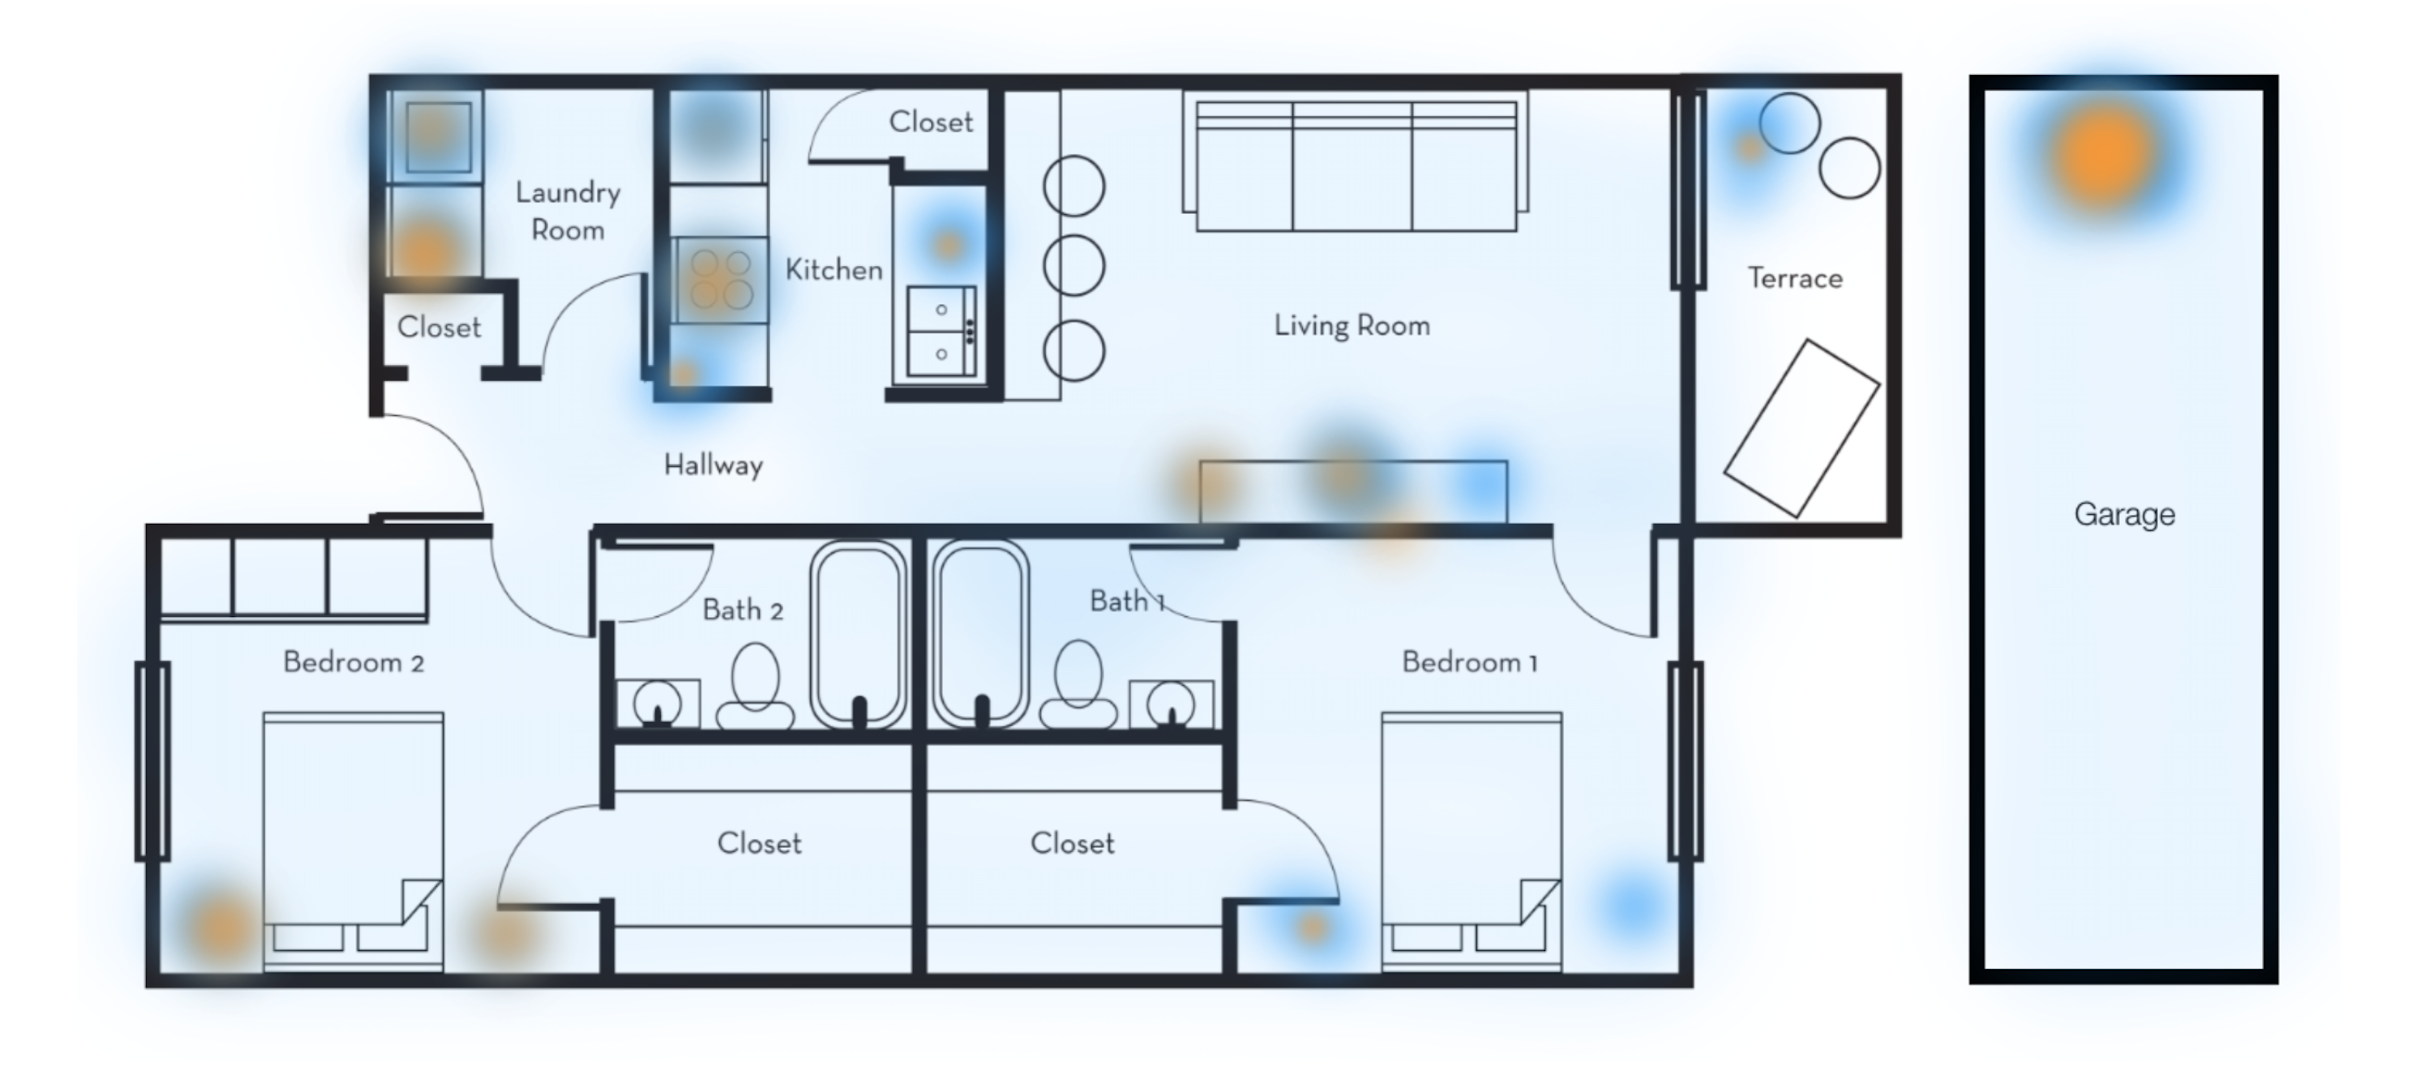 Closet
Laundry
Room
Kitchen
Closet
Living Room
Terrace
Hallway
Garage
Bath 2
Bath 1
Bedroom 2
Bedroom 1
Closet
Closet